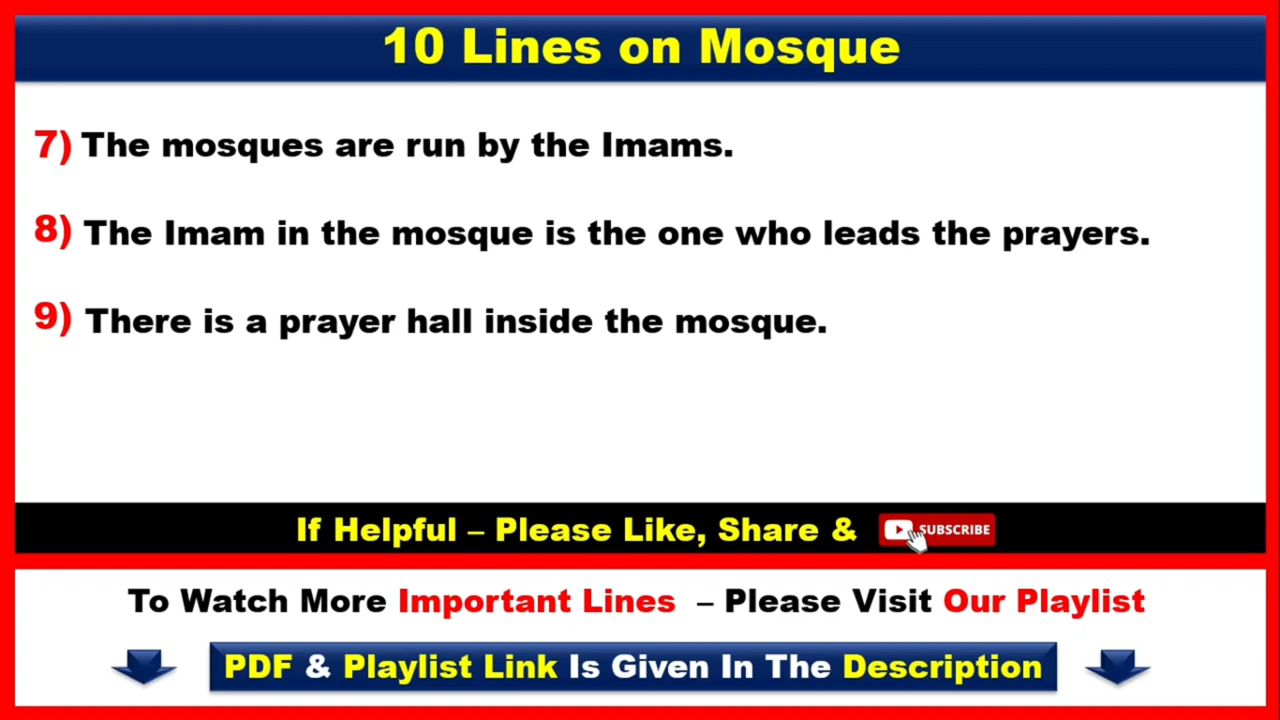 10 Lines on Mosque
7) The mosques are run by the Imams.
8) The Imam in the mosque is the one who leads the prayers.
9) There is a prayer hall inside the mosque.
If Helpful – Please Like, Share & SUBSCRIBE
To Watch More Important Lines – Please Visit Our Playlist
PDF & Playlist Link Is Given In The Description